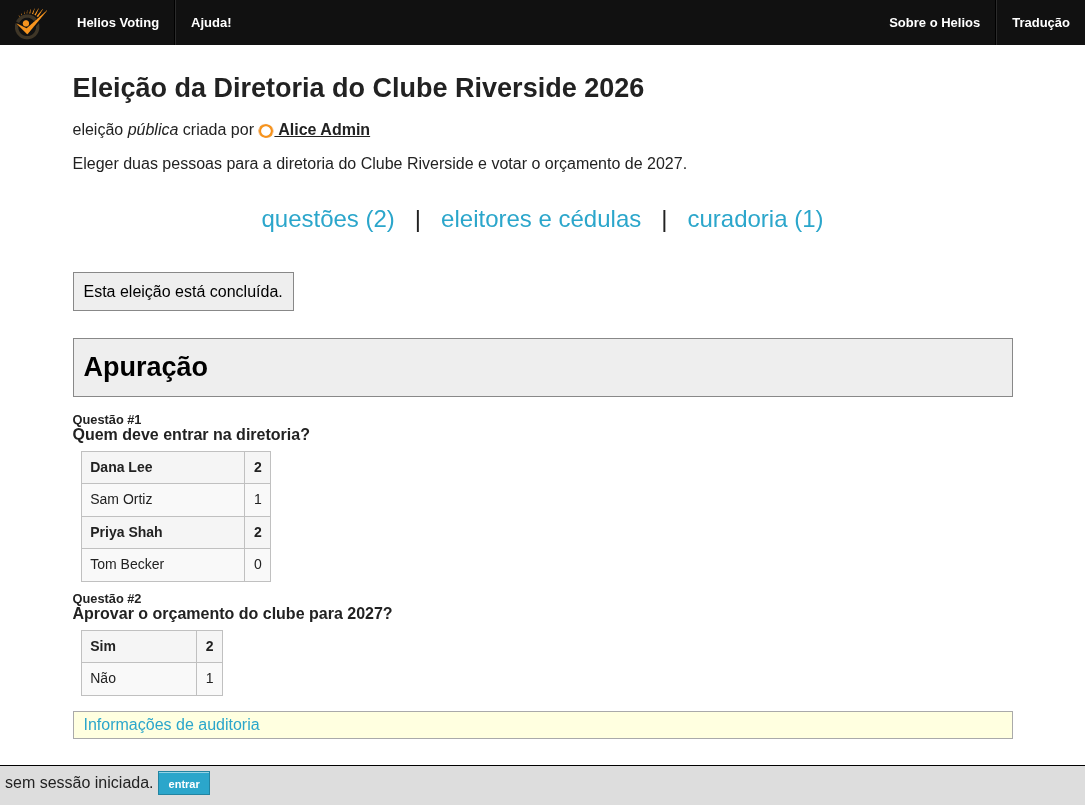 Helios Voting Ajuda! Sobre o Helios Tradução
Eleição da Diretoria do Clube Riverside 2026
eleição pública criada por Alice Admin
Eleger duas pessoas para a diretoria do Clube Riverside e votar o orçamento de 2027.
questões (2) | eleitores e cédulas | curadoria (1)
Esta eleição está concluída.
Apuração
Questão #1
Quem deve entrar na diretoria?
Dana Lee 2
Sam Ortiz 1
Priya Shah 2
Tom Becker 0
Questão #2
Aprovar o orçamento do clube para 2027?
Sim 2
Não 1
Informações de auditoria
sem sessão iniciada. entrar